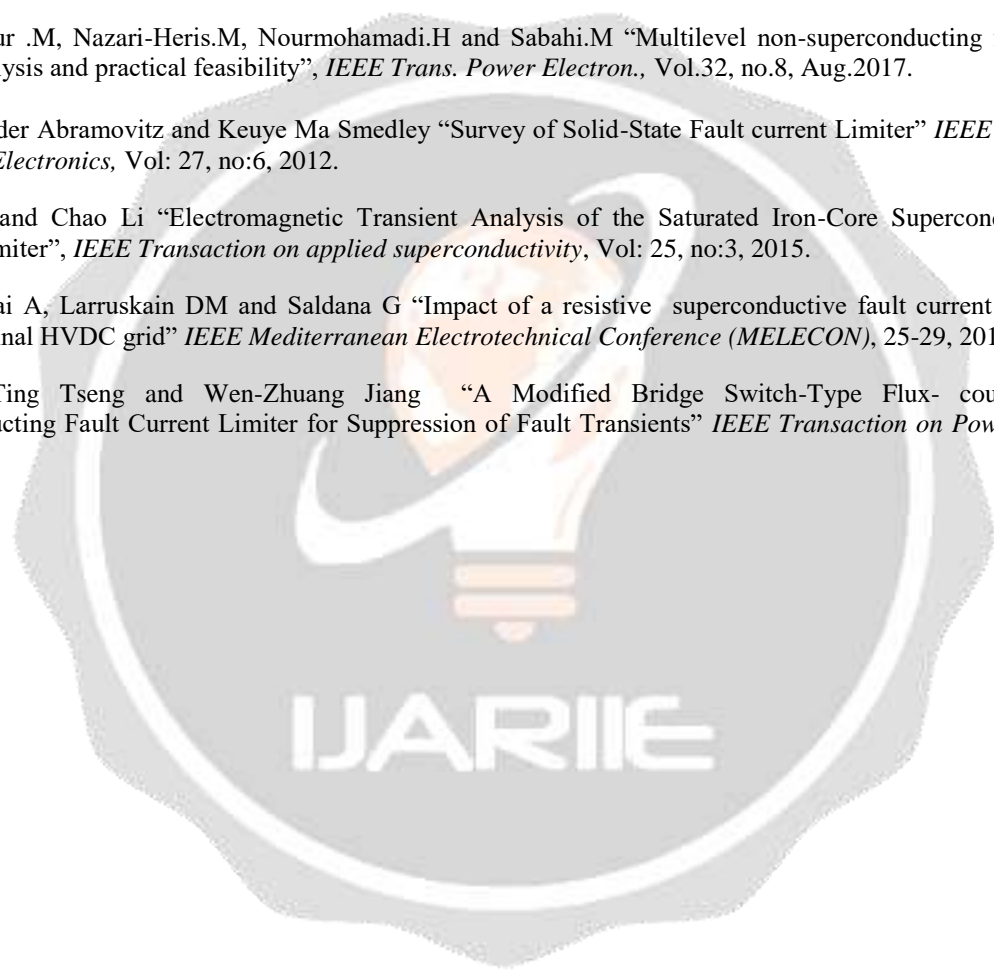 ur .M, Nazari-Heris.M, Nourmohamadi.H and Sabahi.M “Multilevel non-superconducting
lysis and practical feasibility”, IEEE Trans. Power Electron., Vol.32, no.8, Aug.2017.
der Abramovitz and Keuye Ma Smedley “Survey of Solid-State Fault current Limiter” IEEE
Electronics, Vol: 27, no:6, 2012.
and Chao Li “Electromagnetic Transient Analysis of the Saturated Iron-Core Supercon
miter”, IEEE Transaction on applied superconductivity, Vol: 25, no:3, 2015.
ai A, Larruskain DM and Saldana G “Impact of a resistive superconductive fault current
nal HVDC grid” IEEE Mediterranean Electrotechnical Conference (MELECON), 25-29, 201
Ting Tseng and Wen-Zhuang Jiang “A Modified Bridge Switch-Type Flux- cou
ucting Fault Current Limiter for Suppression of Fault Transients” IEEE Transaction on Pow
IJARIIE